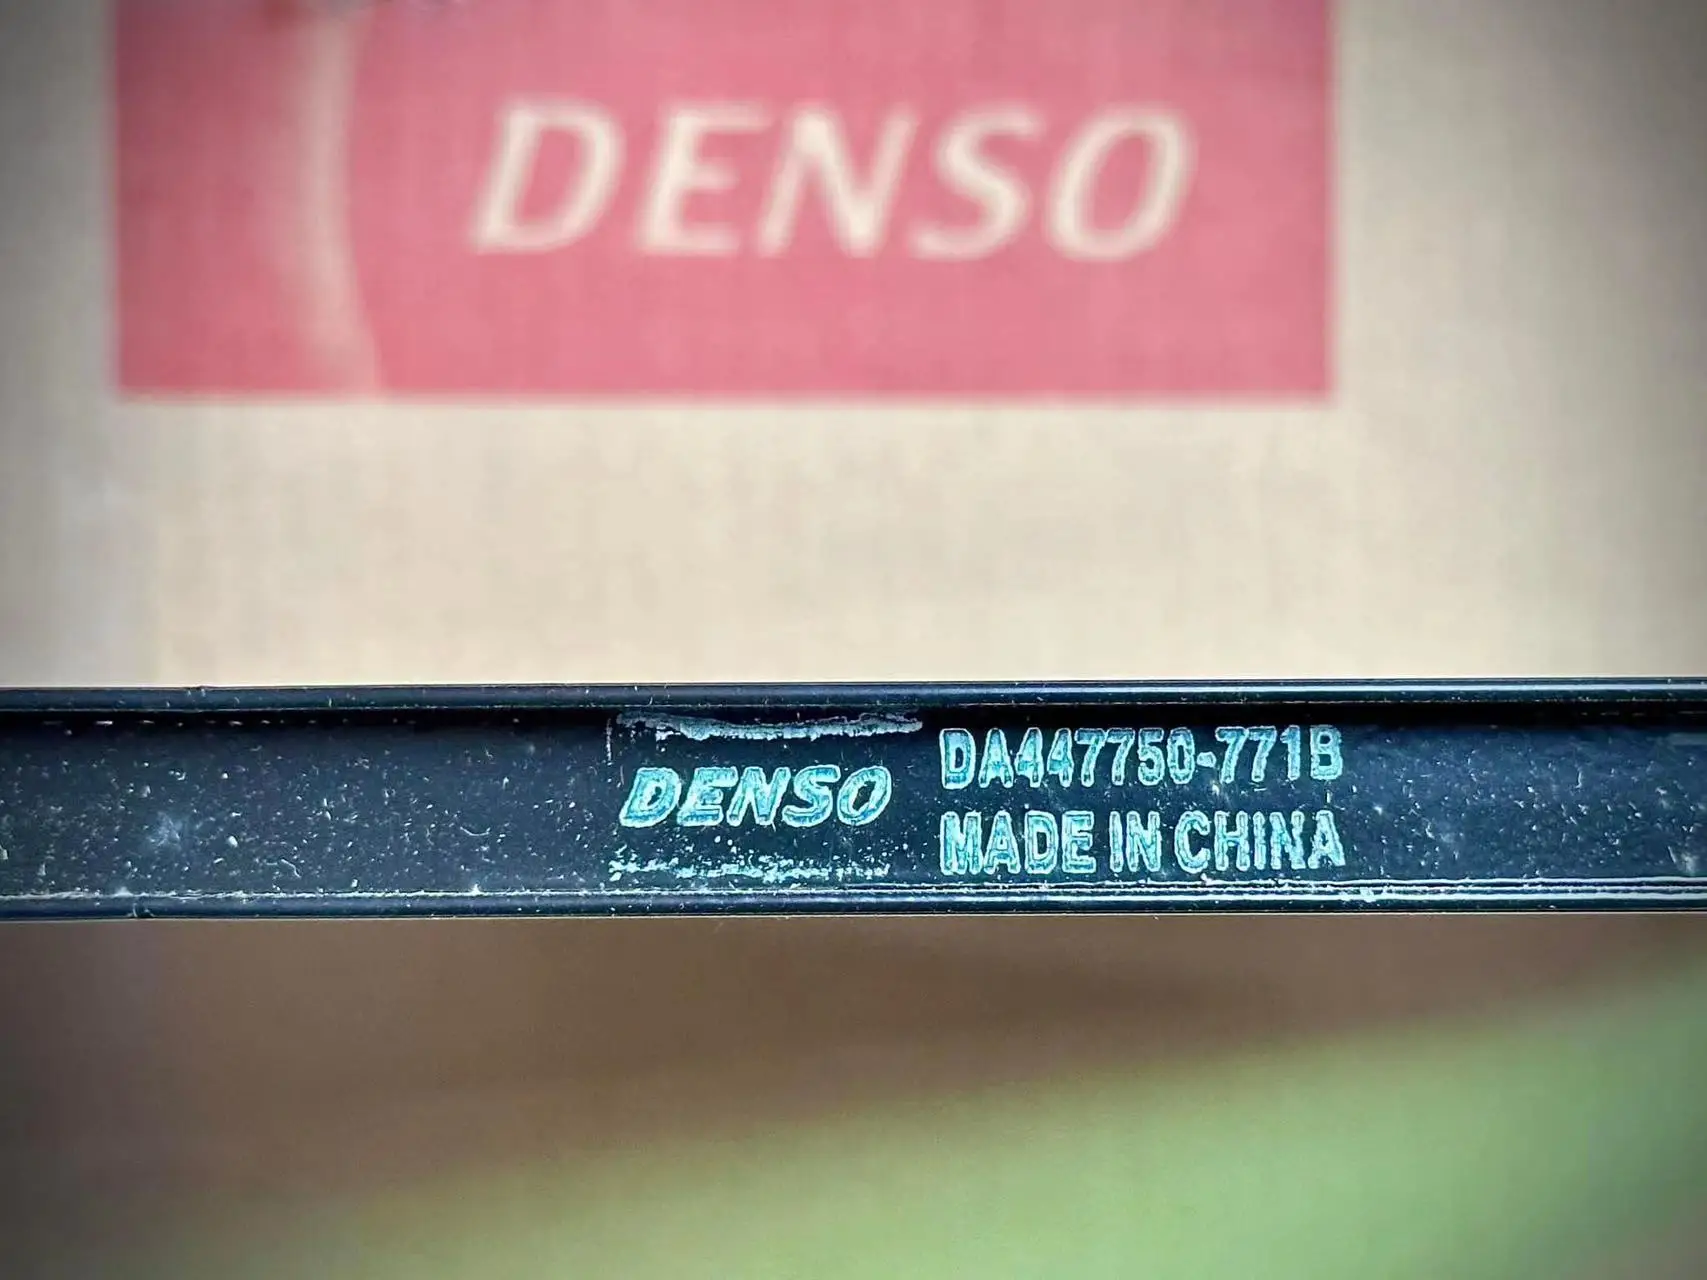 DENSO
DENSO
DA447750-771B
MADE IN CHINA